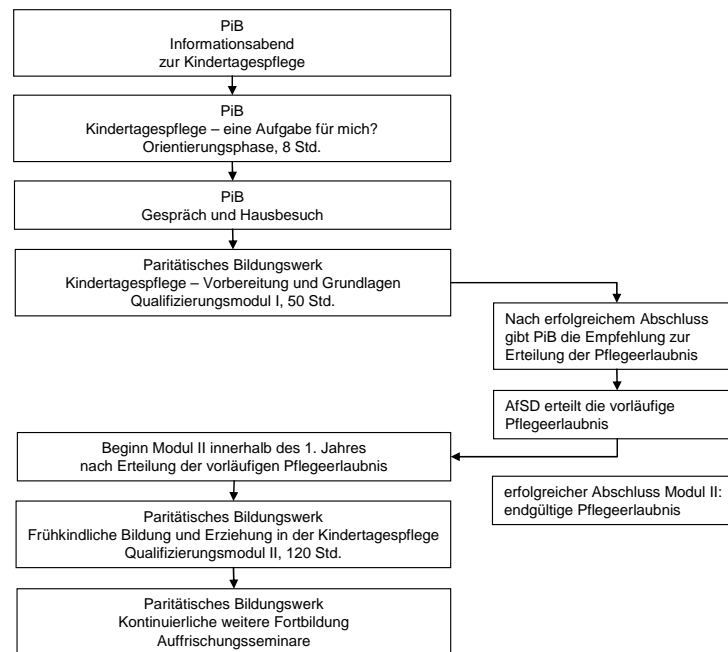 PiB
Informationsabend
zur Kindertagespflege
PiB
Kindertagespflege – eine Aufgabe für mich?
Orientierungsphase, 8 Std.
PiB
Gespräch und Hausbesuch
Paritätisches Bildungswerk
Kindertagespflege – Vorbereitung und Grundlagen
Qualifizierungsmodul I, 50 Std.
Nach erfolgreichem Abschluss
gibt PiB die Empfehlung zur
Erteilung der Pflegeerlaubnis
AfSD erteilt die vorläufige
Pflegeerlaubnis
Beginn Modul II innerhalb des 1. Jahres
nach Erteilung der vorläufigen Pflegeerlaubnis
erfolgreicher Abschluss Modul II:
endgültige Pflegeerlaubnis
Paritätisches Bildungswerk
Frühkindliche Bildung und Erziehung in der Kindertagespflege
Qualifizierungsmodul II, 120 Std.
Paritätisches Bildungswerk
Kontinuierliche weitere Fortbildung
Auffrischungsseminare